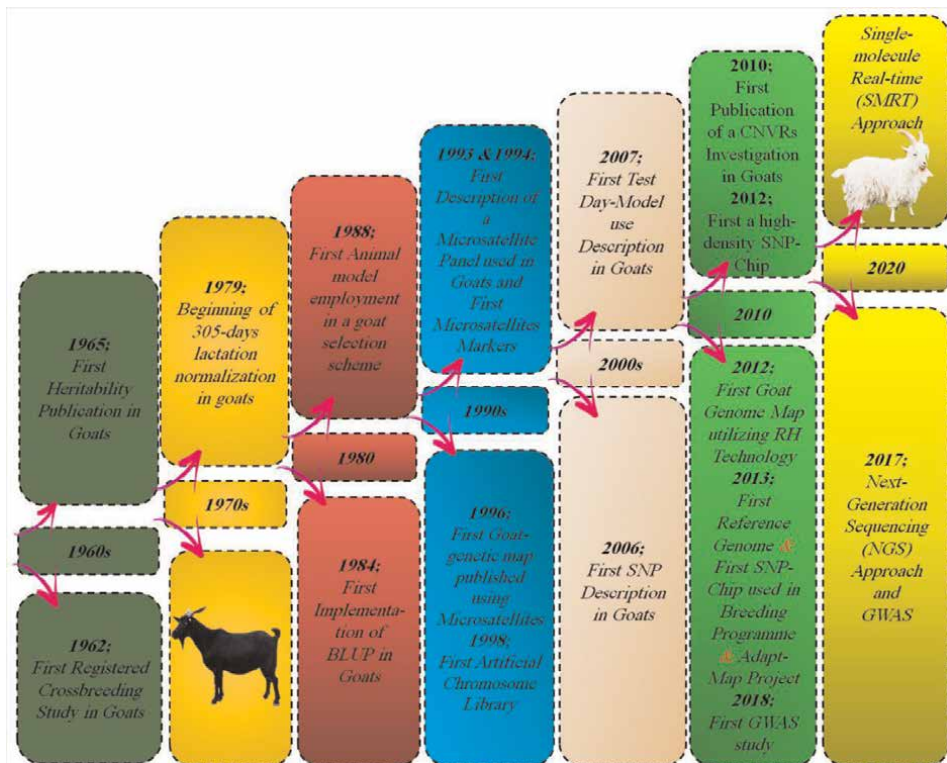 1965;
First
Heritability
Publication in
Goats
1960s
1962;
First Registered
Crossbreeding
Study in Goats
1979;
Beginning of
305-days
lactation
normalization
in goats
1970s
1988;
First Animal
model
employment
in a goat
selection
scheme
1980
1984;
First
Implementa-
tion of
BLUP in
Goats
1993 & 1994;
First
Description of
a
Microsatellite
Panel used in
Goats and
First
Microsatellites
Markers
1990s
1996;
First Goat-
genetic map
published
using
Microsatellites
1998;
First Artificial
Chromosome
Library
2007;
First Test
Day-Model
use
Description
in Goats
2000s
2006;
First SNP
Description
in Goats
2010;
First
Publication
of a CNVRs
Investigation
in Goats
2012;
First a high-
density SNP-
Chip
2010
2012;
First Goat
Genome Map
utilizing RH
Technology
2013;
First
Reference
Genome &
First SNP-
Chip used in
Breeding
Programme
& Adapt-
Map Project
2018;
First GWAS
study
Single-
molecule
Real-time
(SMRT)
Approach
2020
2017;
Next-
Generation
Sequencing
(NGS)
Approach
and
GWAS